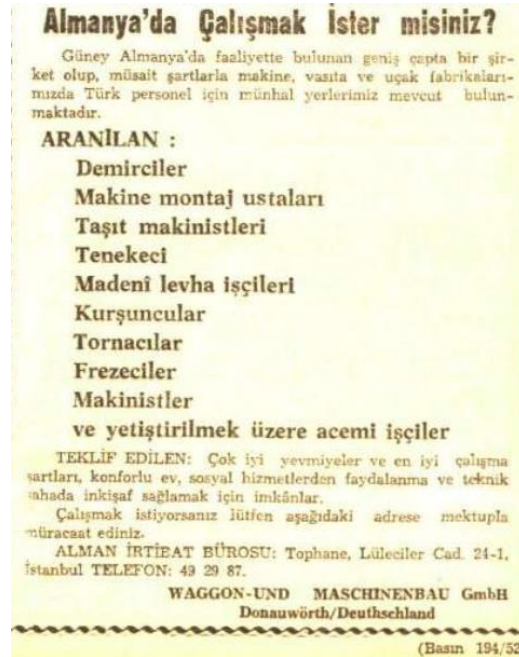 Almanya'da Çalışmak İster misiniz?
Güney Almanya'da faaliyette bulunan geniş çapta bir şir-
ket olup, müsait şartlarla makine, vasıta ve uçak fabrikaları-
mızda Türk personel için münhal yerlerimiz mevcut bulun-
maktadır.
ARANİLAN :
Demirciler
Makine montaj ustaları
Taşıt makinistleri
Tenekeci
Madenî levha işçileri
Kurşuncular
Tornacılar
Frezeciler
Makinistler
ve yetiştirilmek üzere acemi işçiler
TEKLİF EDİLEN: Çok iyi yevmiyeler ve en iyi çalışma
şartları, konforlu ev, sosyal hizmetlerden faydalanma ve teknik
sahada inkişaf sağlamak için imkânlar.
Çalışmak istiyorsanız lütfen aşağıdaki adrese mektupla
müracaat ediniz.
ALMAN İRTİBAT BÜROSU: Tophane, Lüleciler Cad. 24-1,
İstanbul TELEFON: 49 29 87.
WAGGON-UND MASCHINENBAU GmbH
Donauwörth/Deuthschland
(Basın 194/52